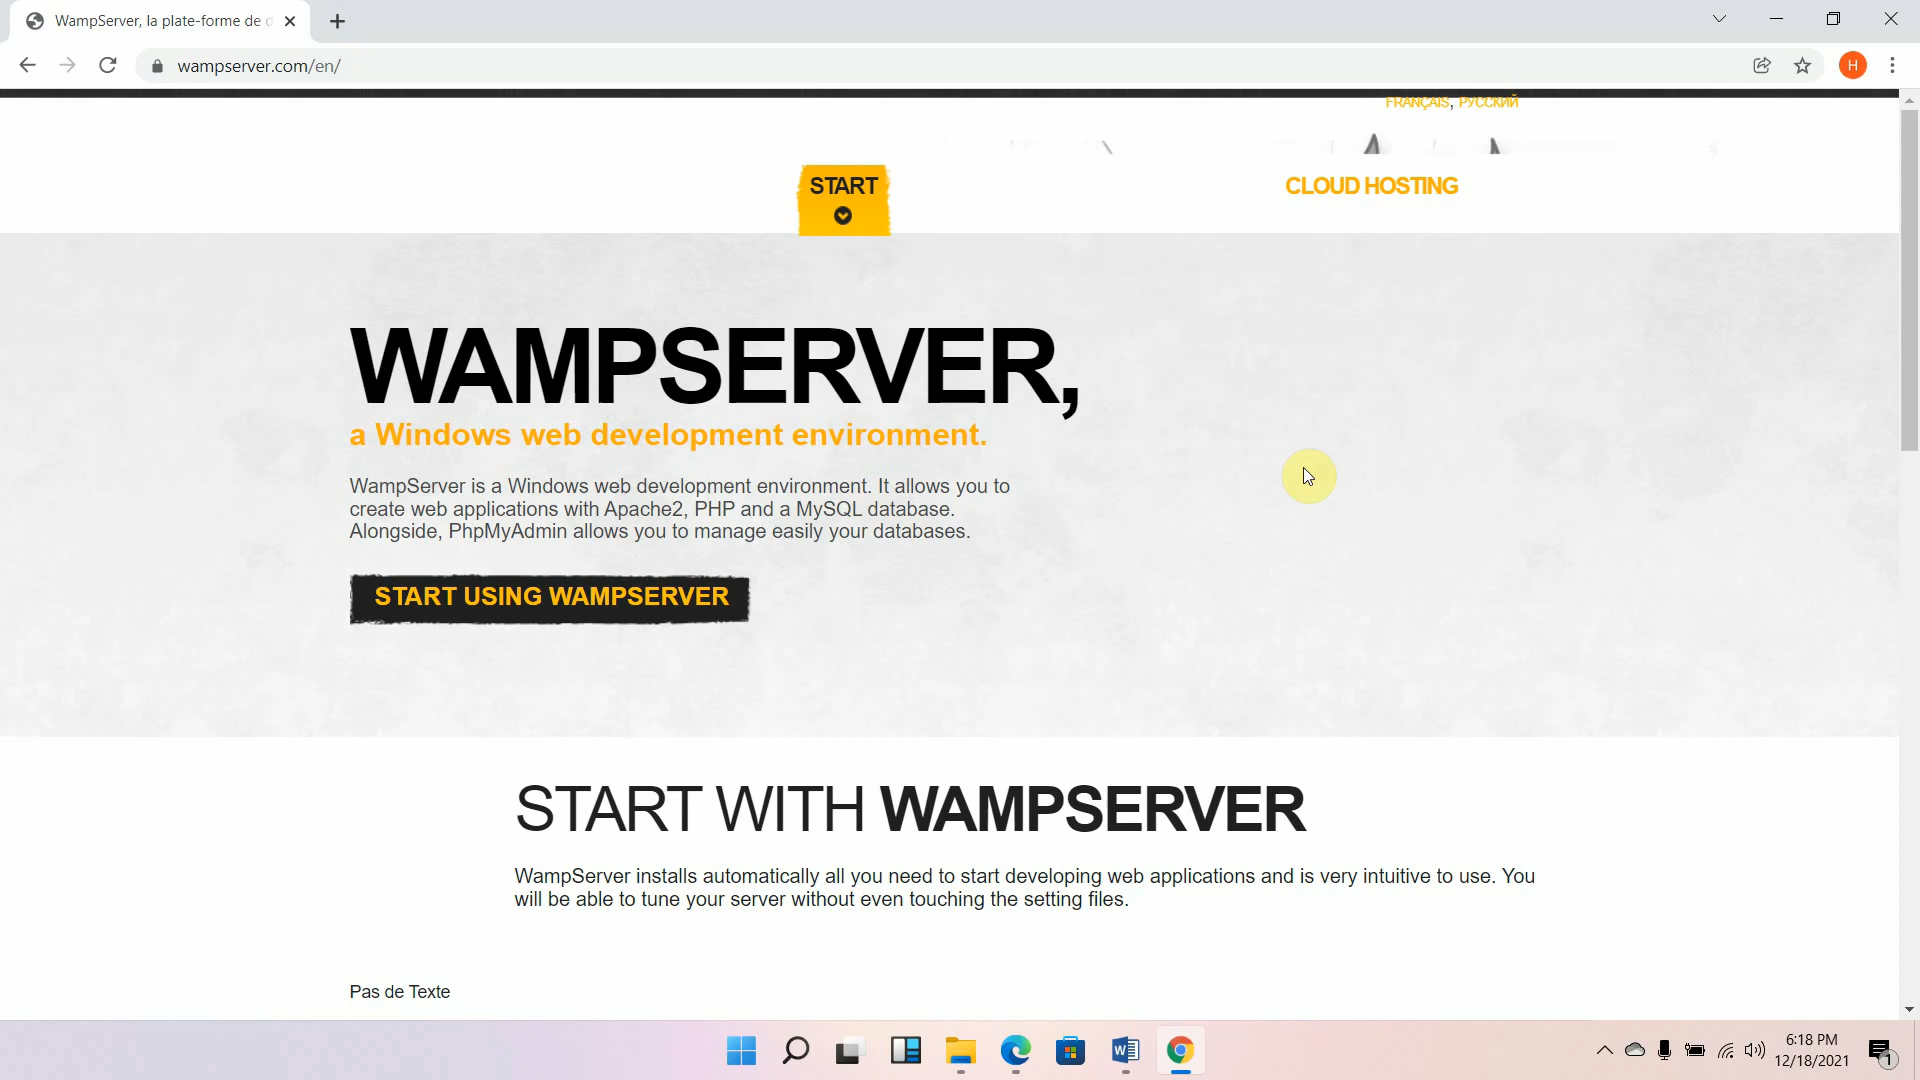 WampServer, la plate-forme de d
wampserver.com/en/
H
FRANÇAIS, РУССКИЙ
START
CLOUD HOSTING
WAMPSERVER,
a Windows web development environment.
WampServer is a Windows web development environment. It allows you to
create web applications with Apache2, PHP and a MySQL database.
Alongside, PhpMyAdmin allows you to manage easily your databases.
START USING WAMPSERVER
START WITH WAMPSERVER
WampServer installs automatically all you need to start developing web applications and is very intuitive to use. You
will be able to tune your server without even touching the setting files.
Pas de Texte
6:18 PM
12/18/2021
1